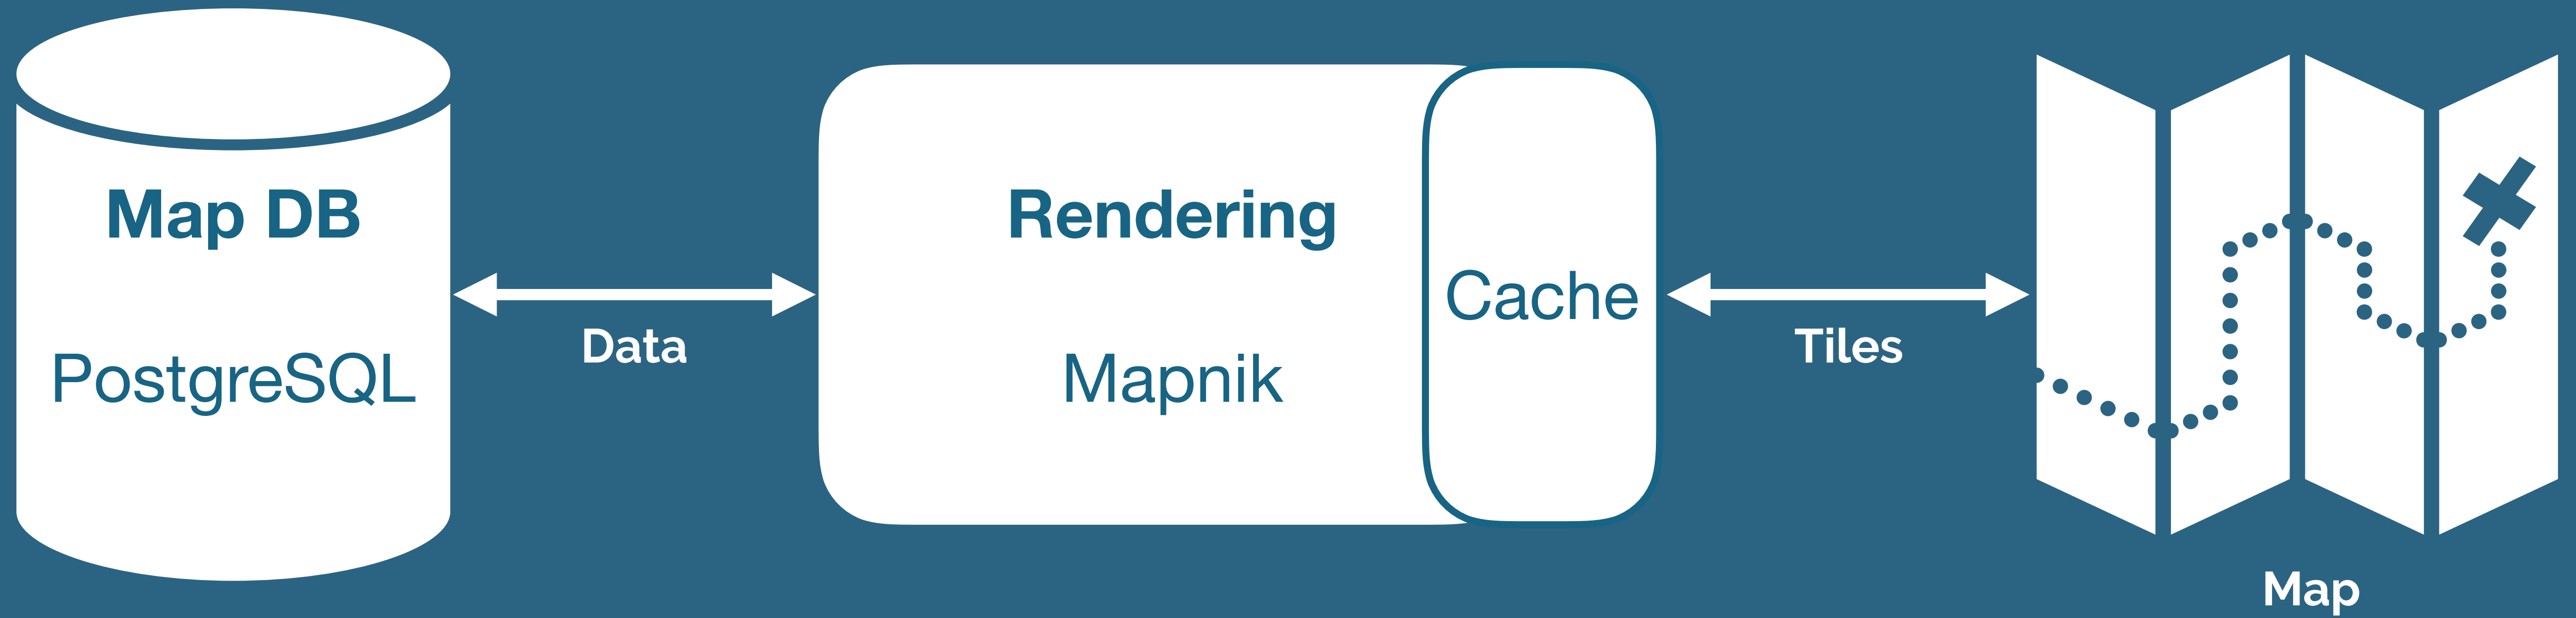 Map DB
PostgreSQL
Data
Rendering
Mapnik
Cache
Tiles
Map